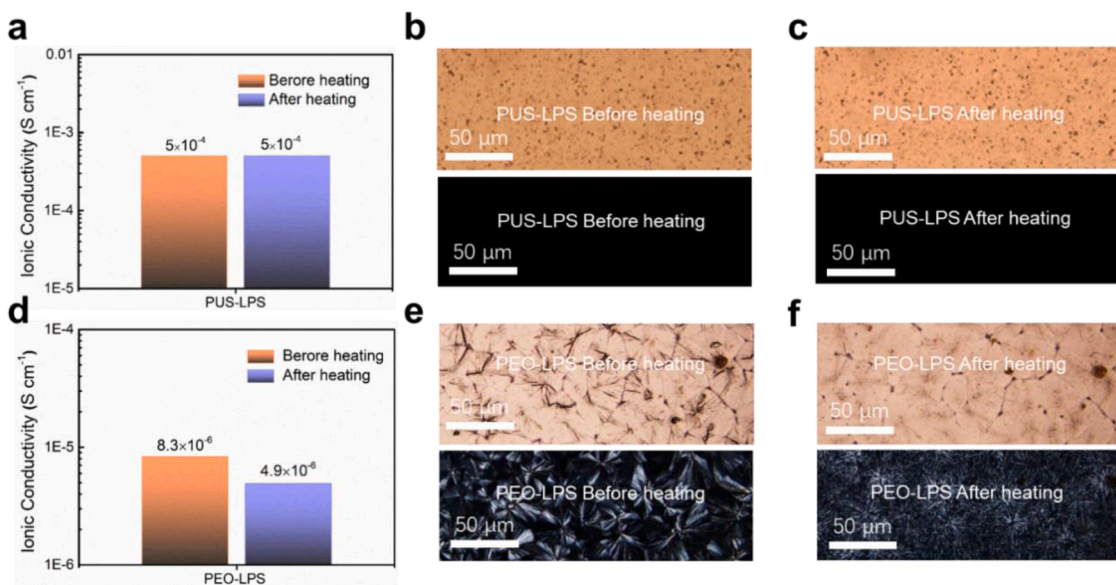 a
0.01
1E-3
1E-4
1E-5
Ionic Conductivity (S cm⁻¹)
Berore heating
After heating
5×10⁻⁴
5×10⁻⁴
PUS-LPS
b
PUS-LPS Before heating
50 μm
PUS-LPS Before heating
50 μm
c
PUS-LPS After heating
50 μm
PUS-LPS After heating
50 μm
d
1E-4
1E-5
1E-6
Ionic Conductivity (S cm⁻¹)
Berore heating
After heating
8.3×10⁻⁶
4.9×10⁻⁶
PEO-LPS
e
PEO-LPS Before heating
50 μm
PEO-LPS Before heating
50 μm
f
PEO-LPS After heating
50 μm
PEO-LPS After heating
50 μm